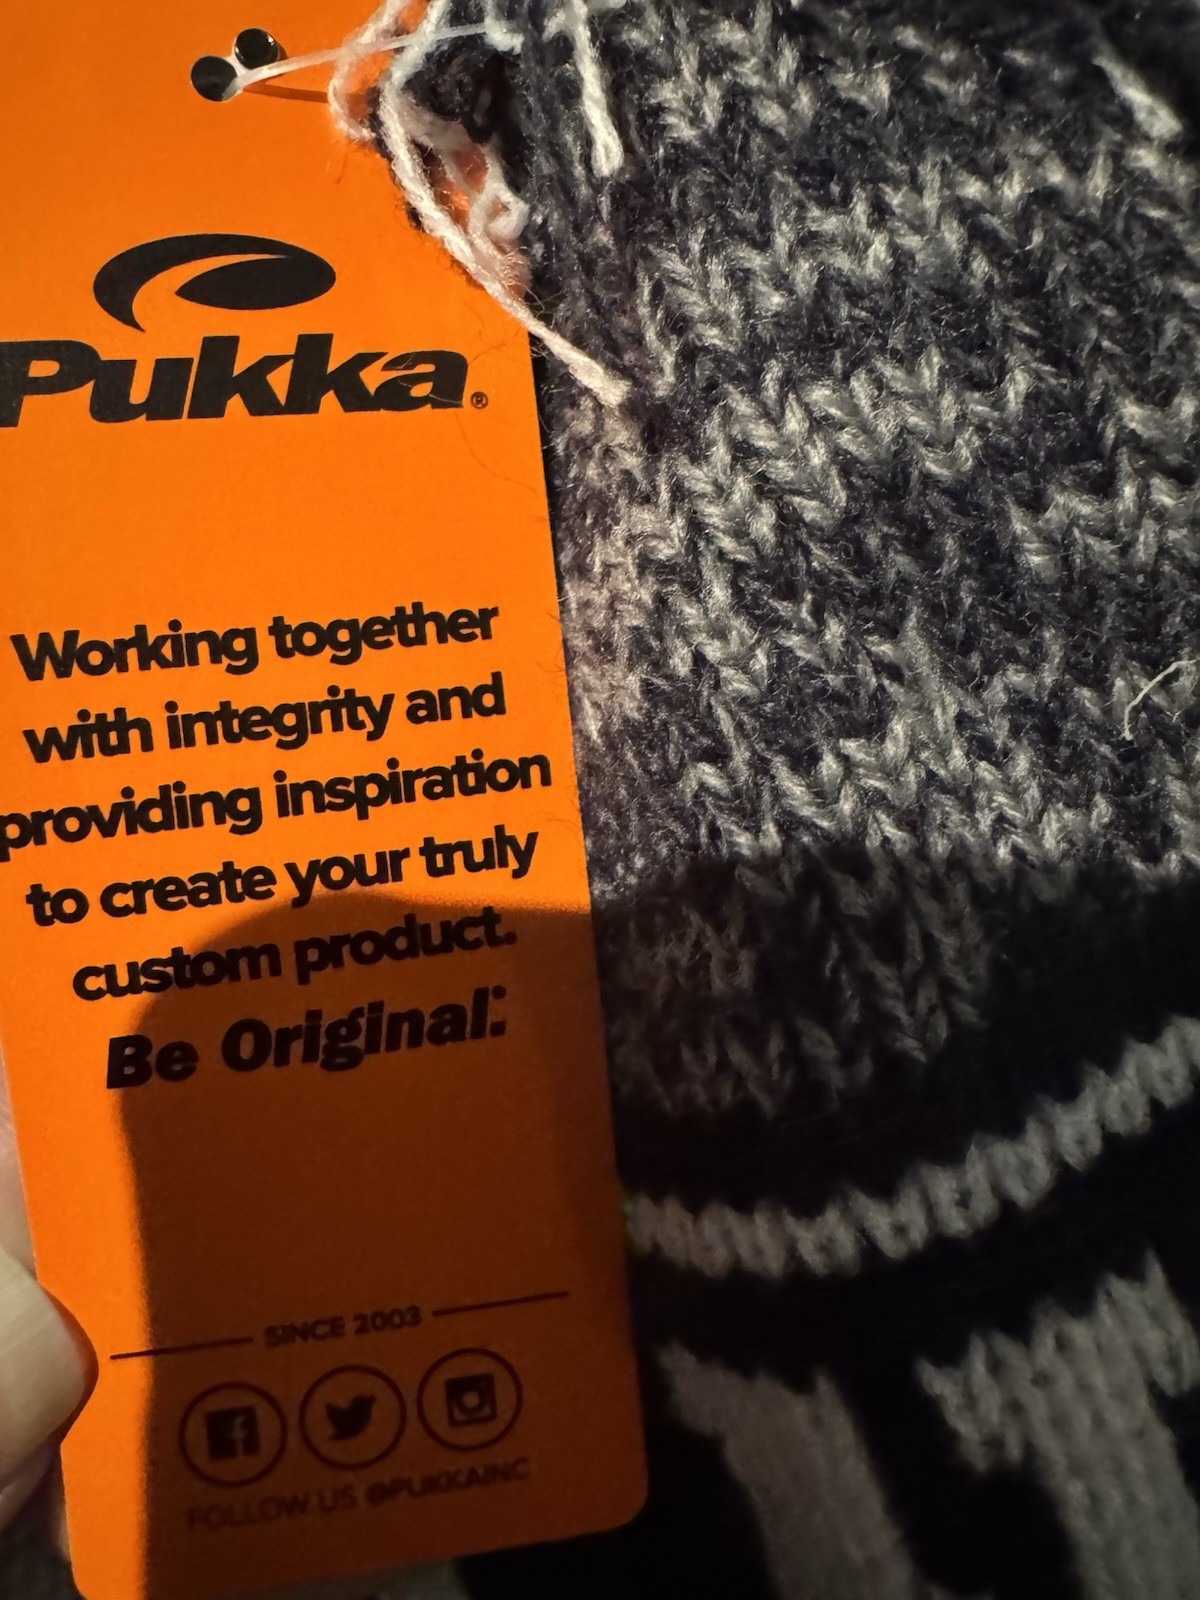 Pukka®
Working together
with integrity and
providing inspiration
to create your truly
custom product.
Be Original.
SINCE 2003
FOLLOW US @PUKKAINC